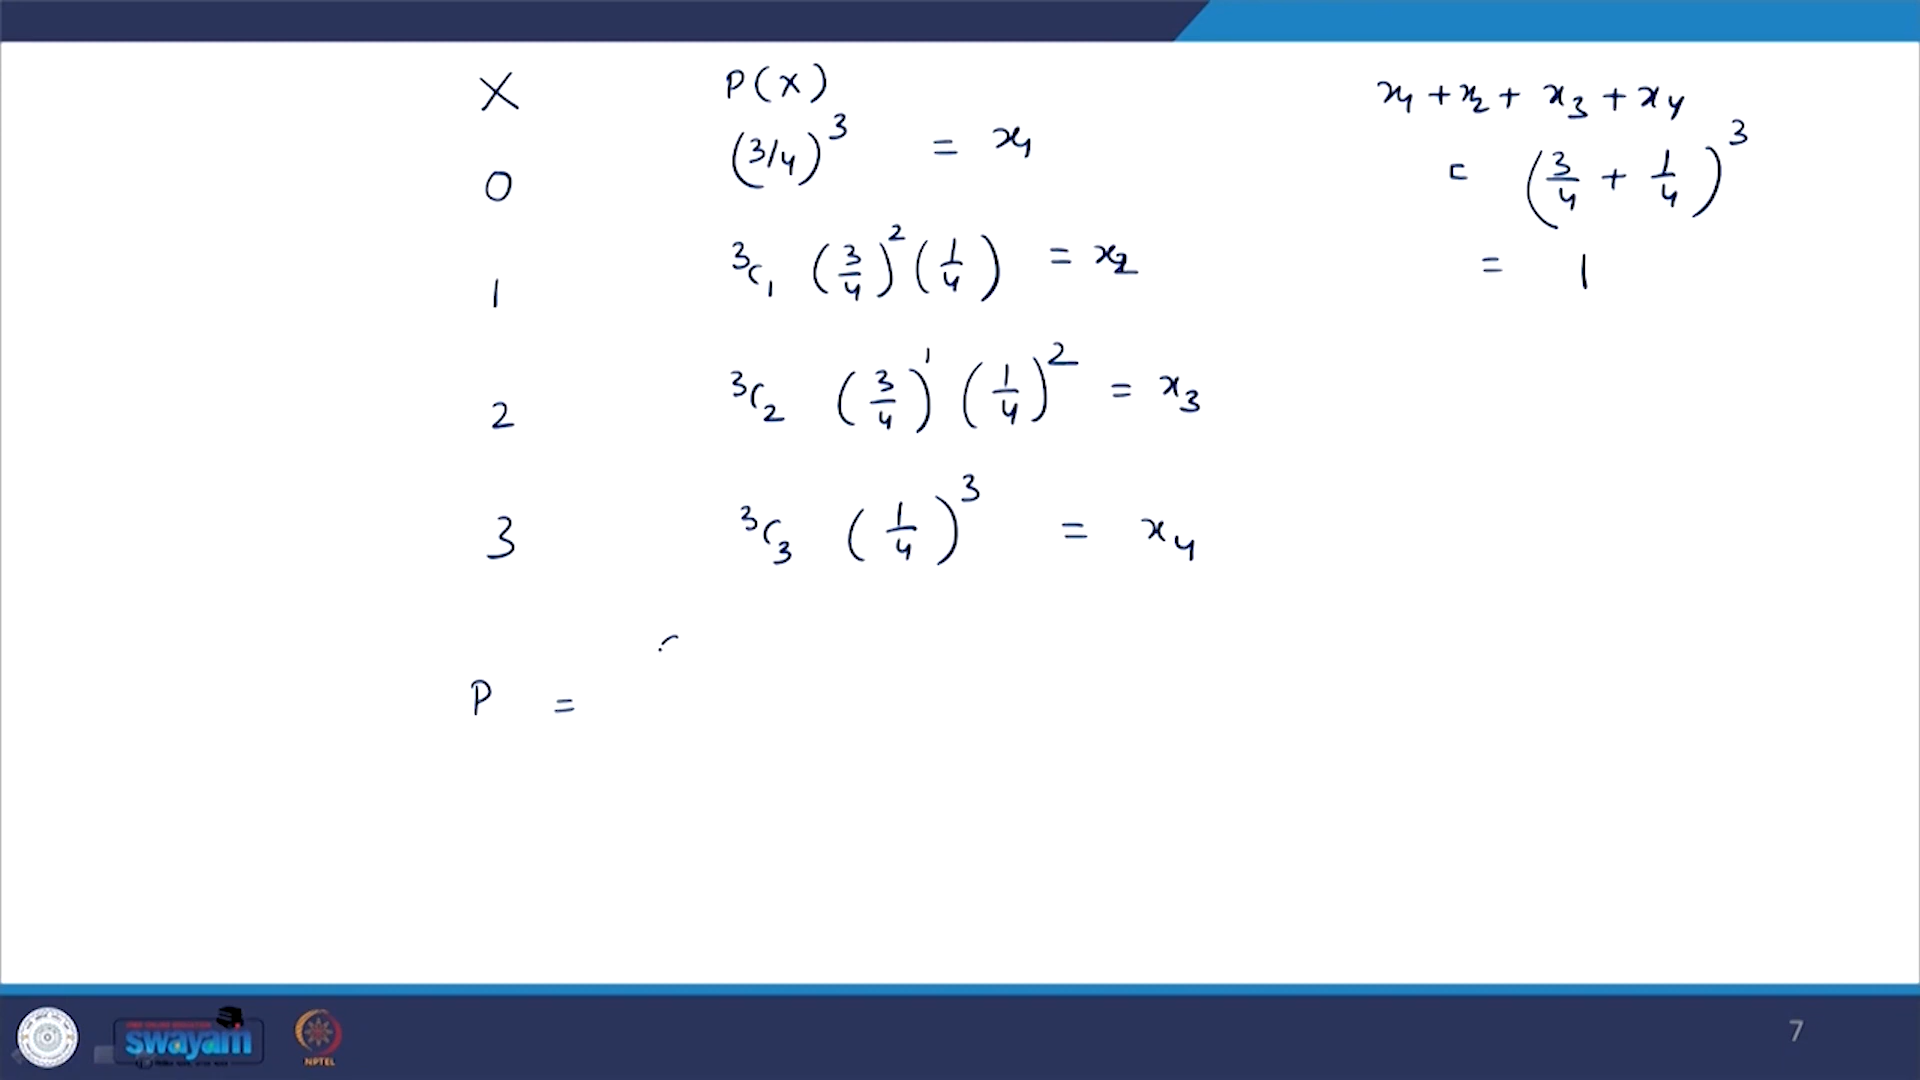 X P(X) x₁ + x₂ + x₃ + x₄
0 (3/4)³ = x₁ = (3/4 + 1/4)³
1 ³C₁ (3/4)² (1/4) = x₂ = 1
2 ³C₂ (3/4)¹ (1/4)² = x₃
3 ³C₃ (1/4)³ = x₄
P =
swayam NPTEL 7